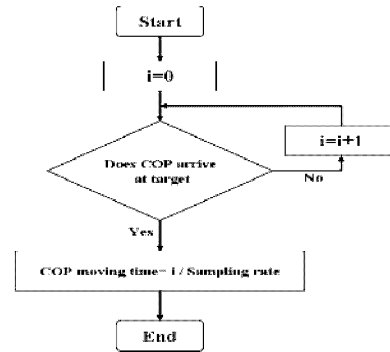 Start
i=0
i=i+1
Does COP arrive
at target
No
Yes
COP moving time= i / Sampling rate
End